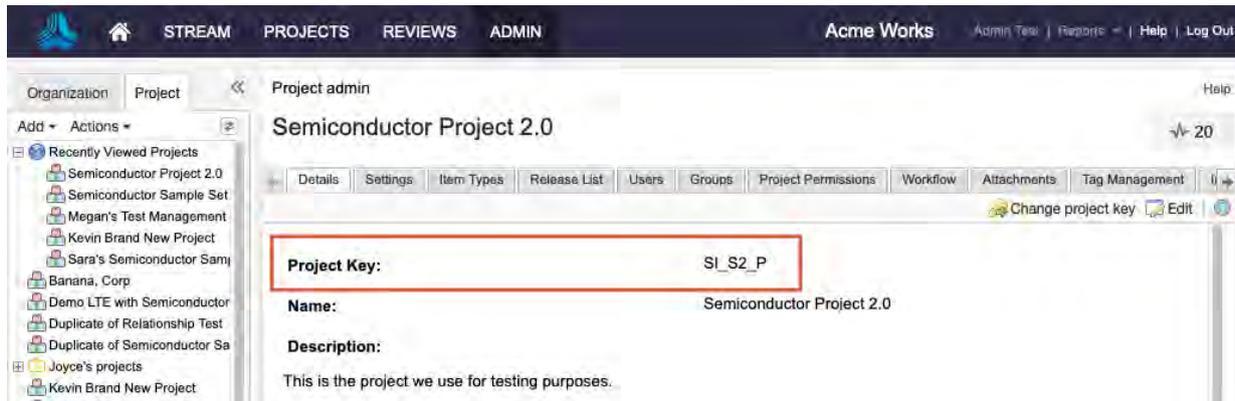 STREAM PROJECTS REVIEWS ADMIN Acme Works Admin Test | Reports | Help | Log Out
Organization Project Project admin Help
Add Actions
Semiconductor Project 2.0 20
Recently Viewed Projects
Semiconductor Project 2.0
Semiconductor Sample Set
Megan's Test Management
Kevin Brand New Project
Sara's Semiconductor Samp
Banana, Corp
Demo LTE with Semiconductor
Duplicate of Relationship Test
Duplicate of Semiconductor Sa
Joyce's projects
Kevin Brand New Project
Details Settings Item Types Release List Users Groups Project Permissions Workflow Attachments Tag Management
Change project key Edit
Project Key: SI_S2_P
Name: Semiconductor Project 2.0
Description:
This is the project we use for testing purposes.